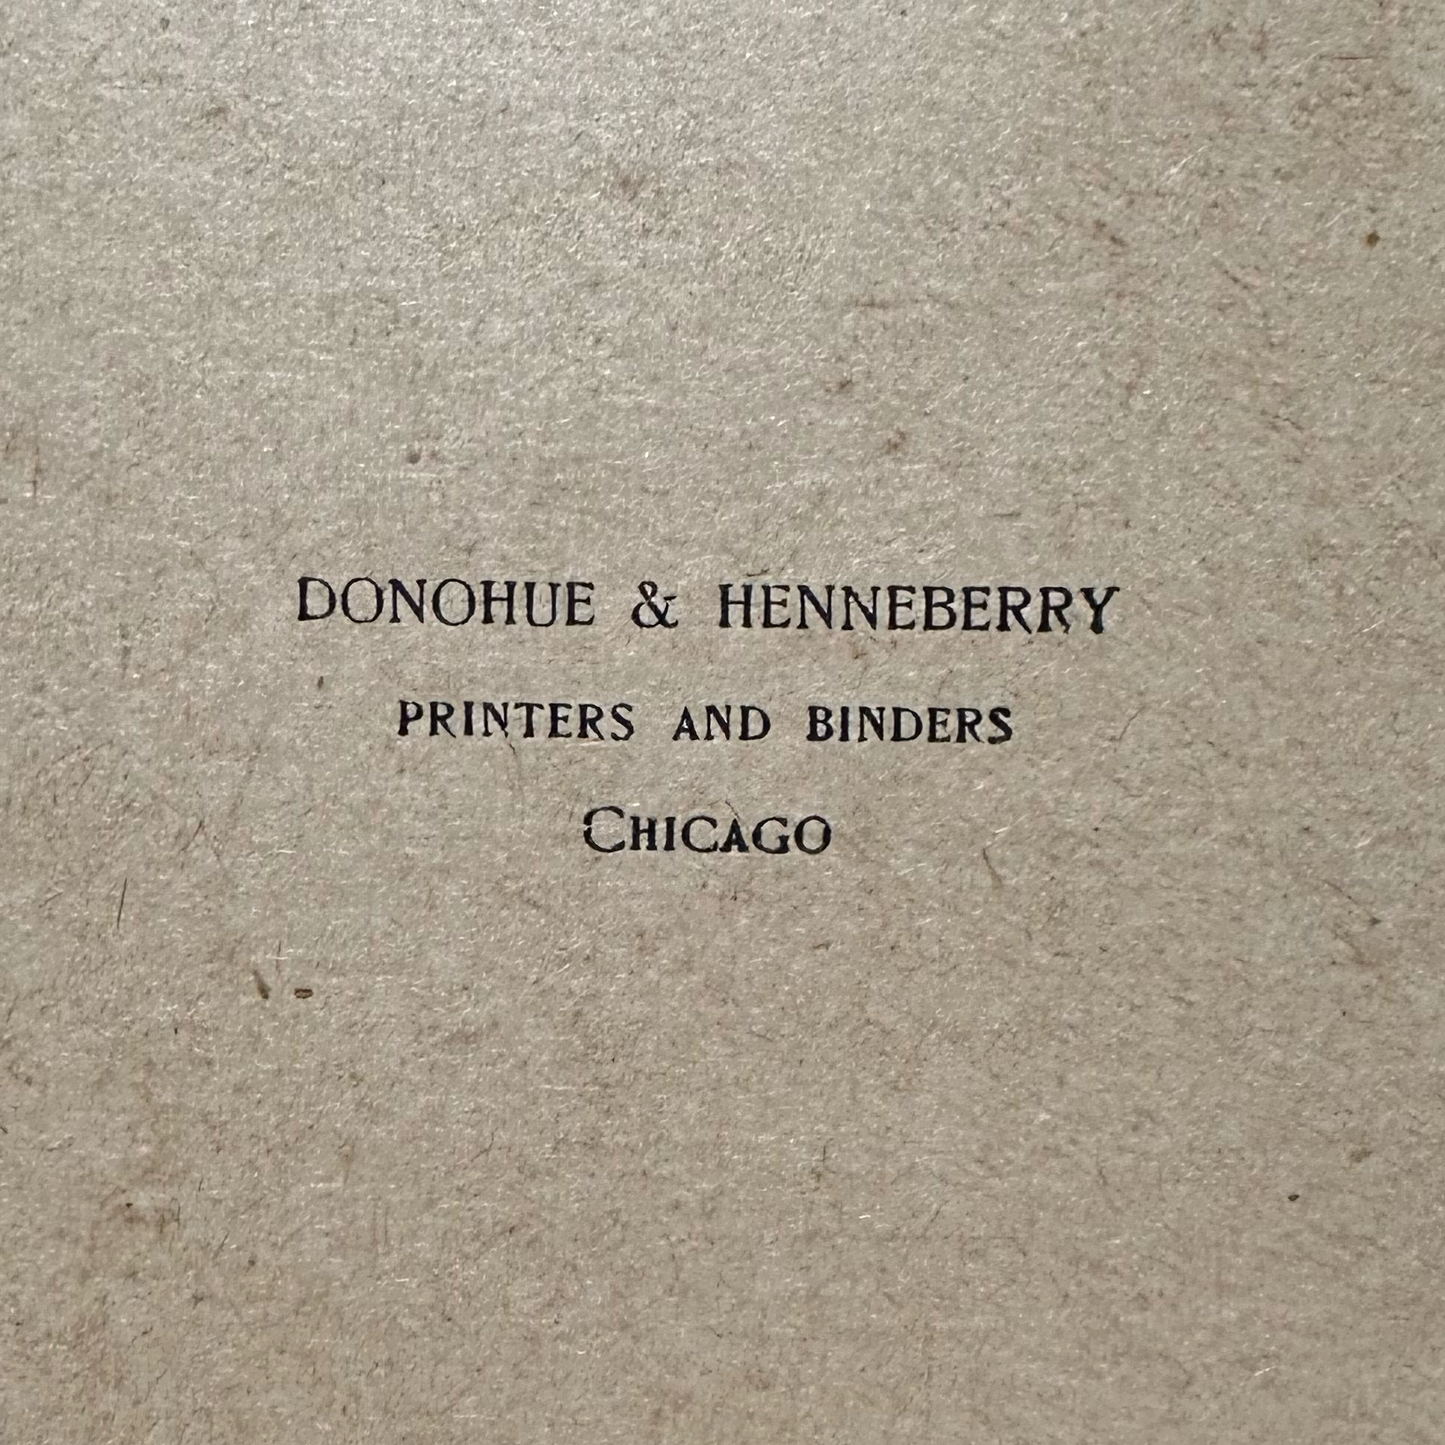 DONOHUE & HENNEBERRY
PRINTERS AND BINDERS
CHICAGO